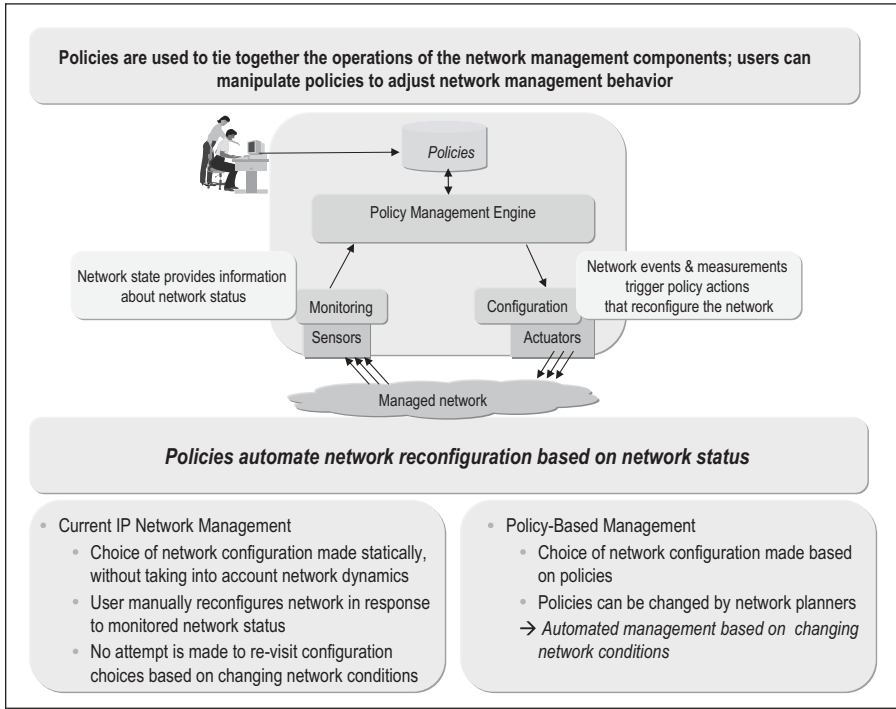 Policies are used to tie together the operations of the network management components; users can
manipulate policies to adjust network management behavior
Policies
Policy Management Engine
Network state provides information
about network status
Network events & measurements
trigger policy actions
that reconfigure the network
Monitoring
Configuration
Sensors
Actuators
Managed network
Policies automate network reconfiguration based on network status
• Current IP Network Management
• Choice of network configuration made statically,
without taking into account network dynamics
• User manually reconfigures network in response
to monitored network status
• No attempt is made to re-visit configuration
choices based on changing network conditions
• Policy-Based Management
• Choice of network configuration made based
on policies
• Policies can be changed by network planners
→ Automated management based on changing
network conditions